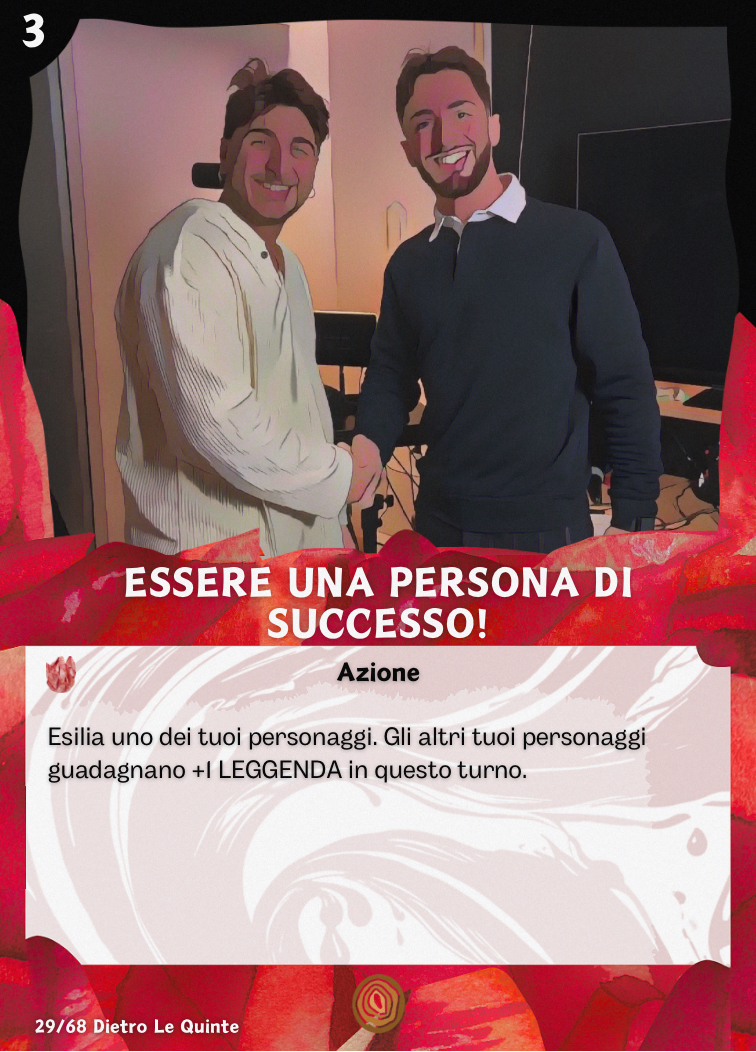 3
ESSERE UNA PERSONA DI
SUCCESSO!
Azione
Esilia uno dei tuoi personaggi. Gli altri tuoi personaggi
guadagnano +1 LEGGENDA in questo turno.
29/68 Dietro Le Quinte